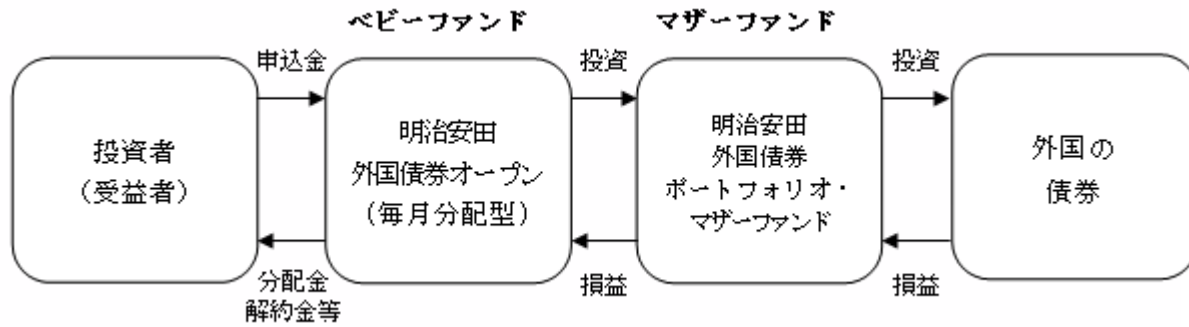 ベビーファンド
マザーファンド
申込金
投資
投資
投資者
（受益者）
明治安田
外国債券オープン
（毎月分配型）
明治安田
外国債券
ポートフォリオ・
マザーファンド
外国の
債券
分配金
解約金等
損益
損益